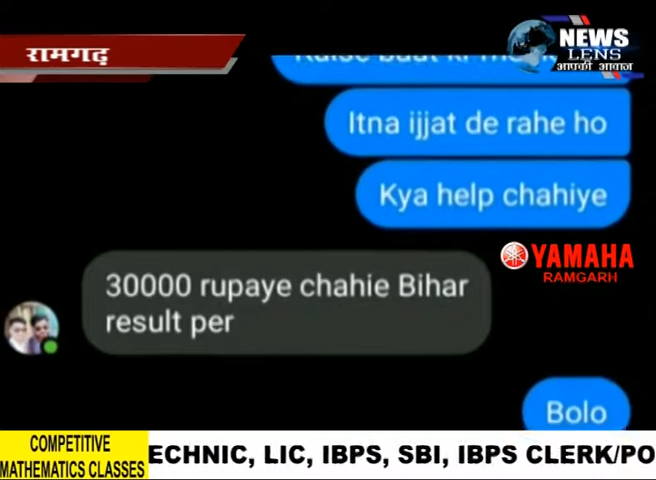 रामगढ़
NEWS
LENS
आपकी आवाज
Itna ijjat de rahe ho
Kya help chahiye
YAMAHA
RAMGARH
30000 rupaye chahie Bihar
result per
Bolo
COMPETITIVE
MATHEMATICS CLASSES
ECHNIC, LIC, IBPS, SBI, IBPS CLERK/PO